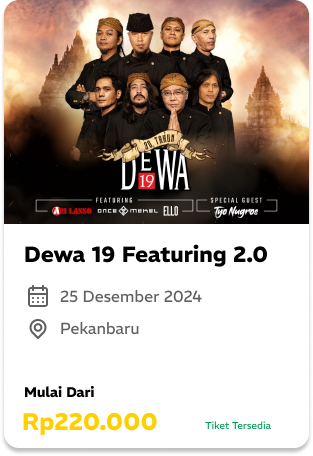 30 TAHUN
DEWA
19
FEATURING
ARI LASSO
ONCE MEKEL
ELLO
SPECIAL GUEST
Tyo Nugros
Dewa 19 Featuring 2.0
25 Desember 2024
Pekanbaru
Mulai Dari
Rp220.000
Tiket Tersedia